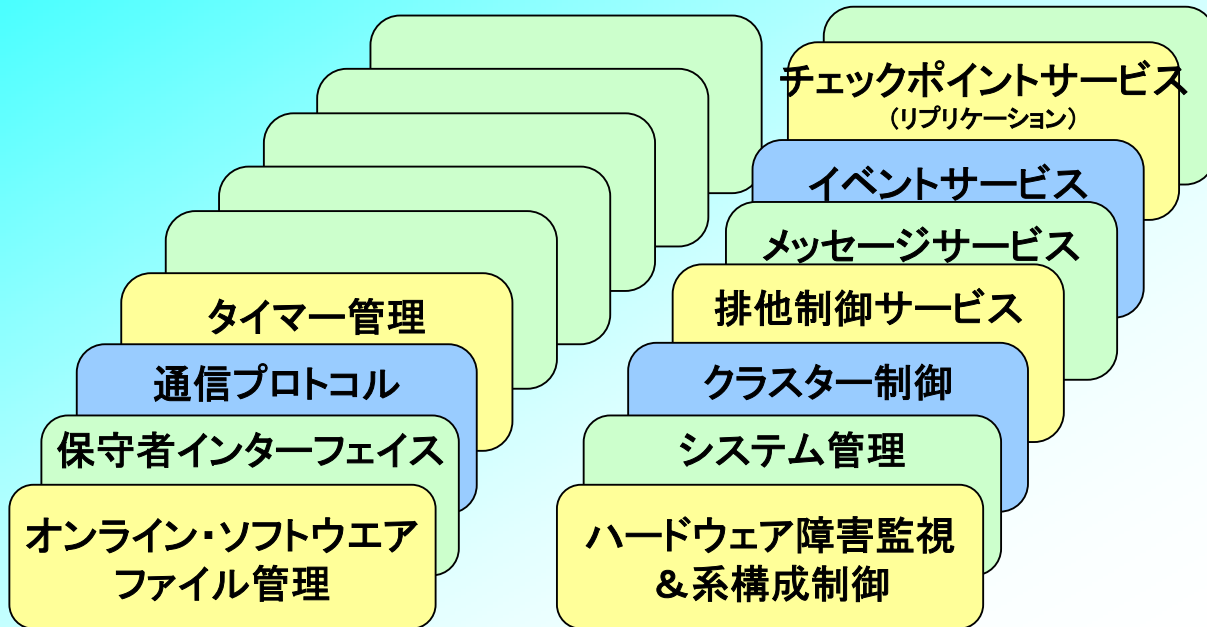 タイマー管理
通信プロトコル
保守者インターフェイス
オンライン・ソフトウエア
ファイル管理
チェックポイントサービス
（リプリケーション）
イベントサービス
メッセージサービス
排他制御サービス
クラスター制御
システム管理
ハードウェア障害監視
＆系構成制御